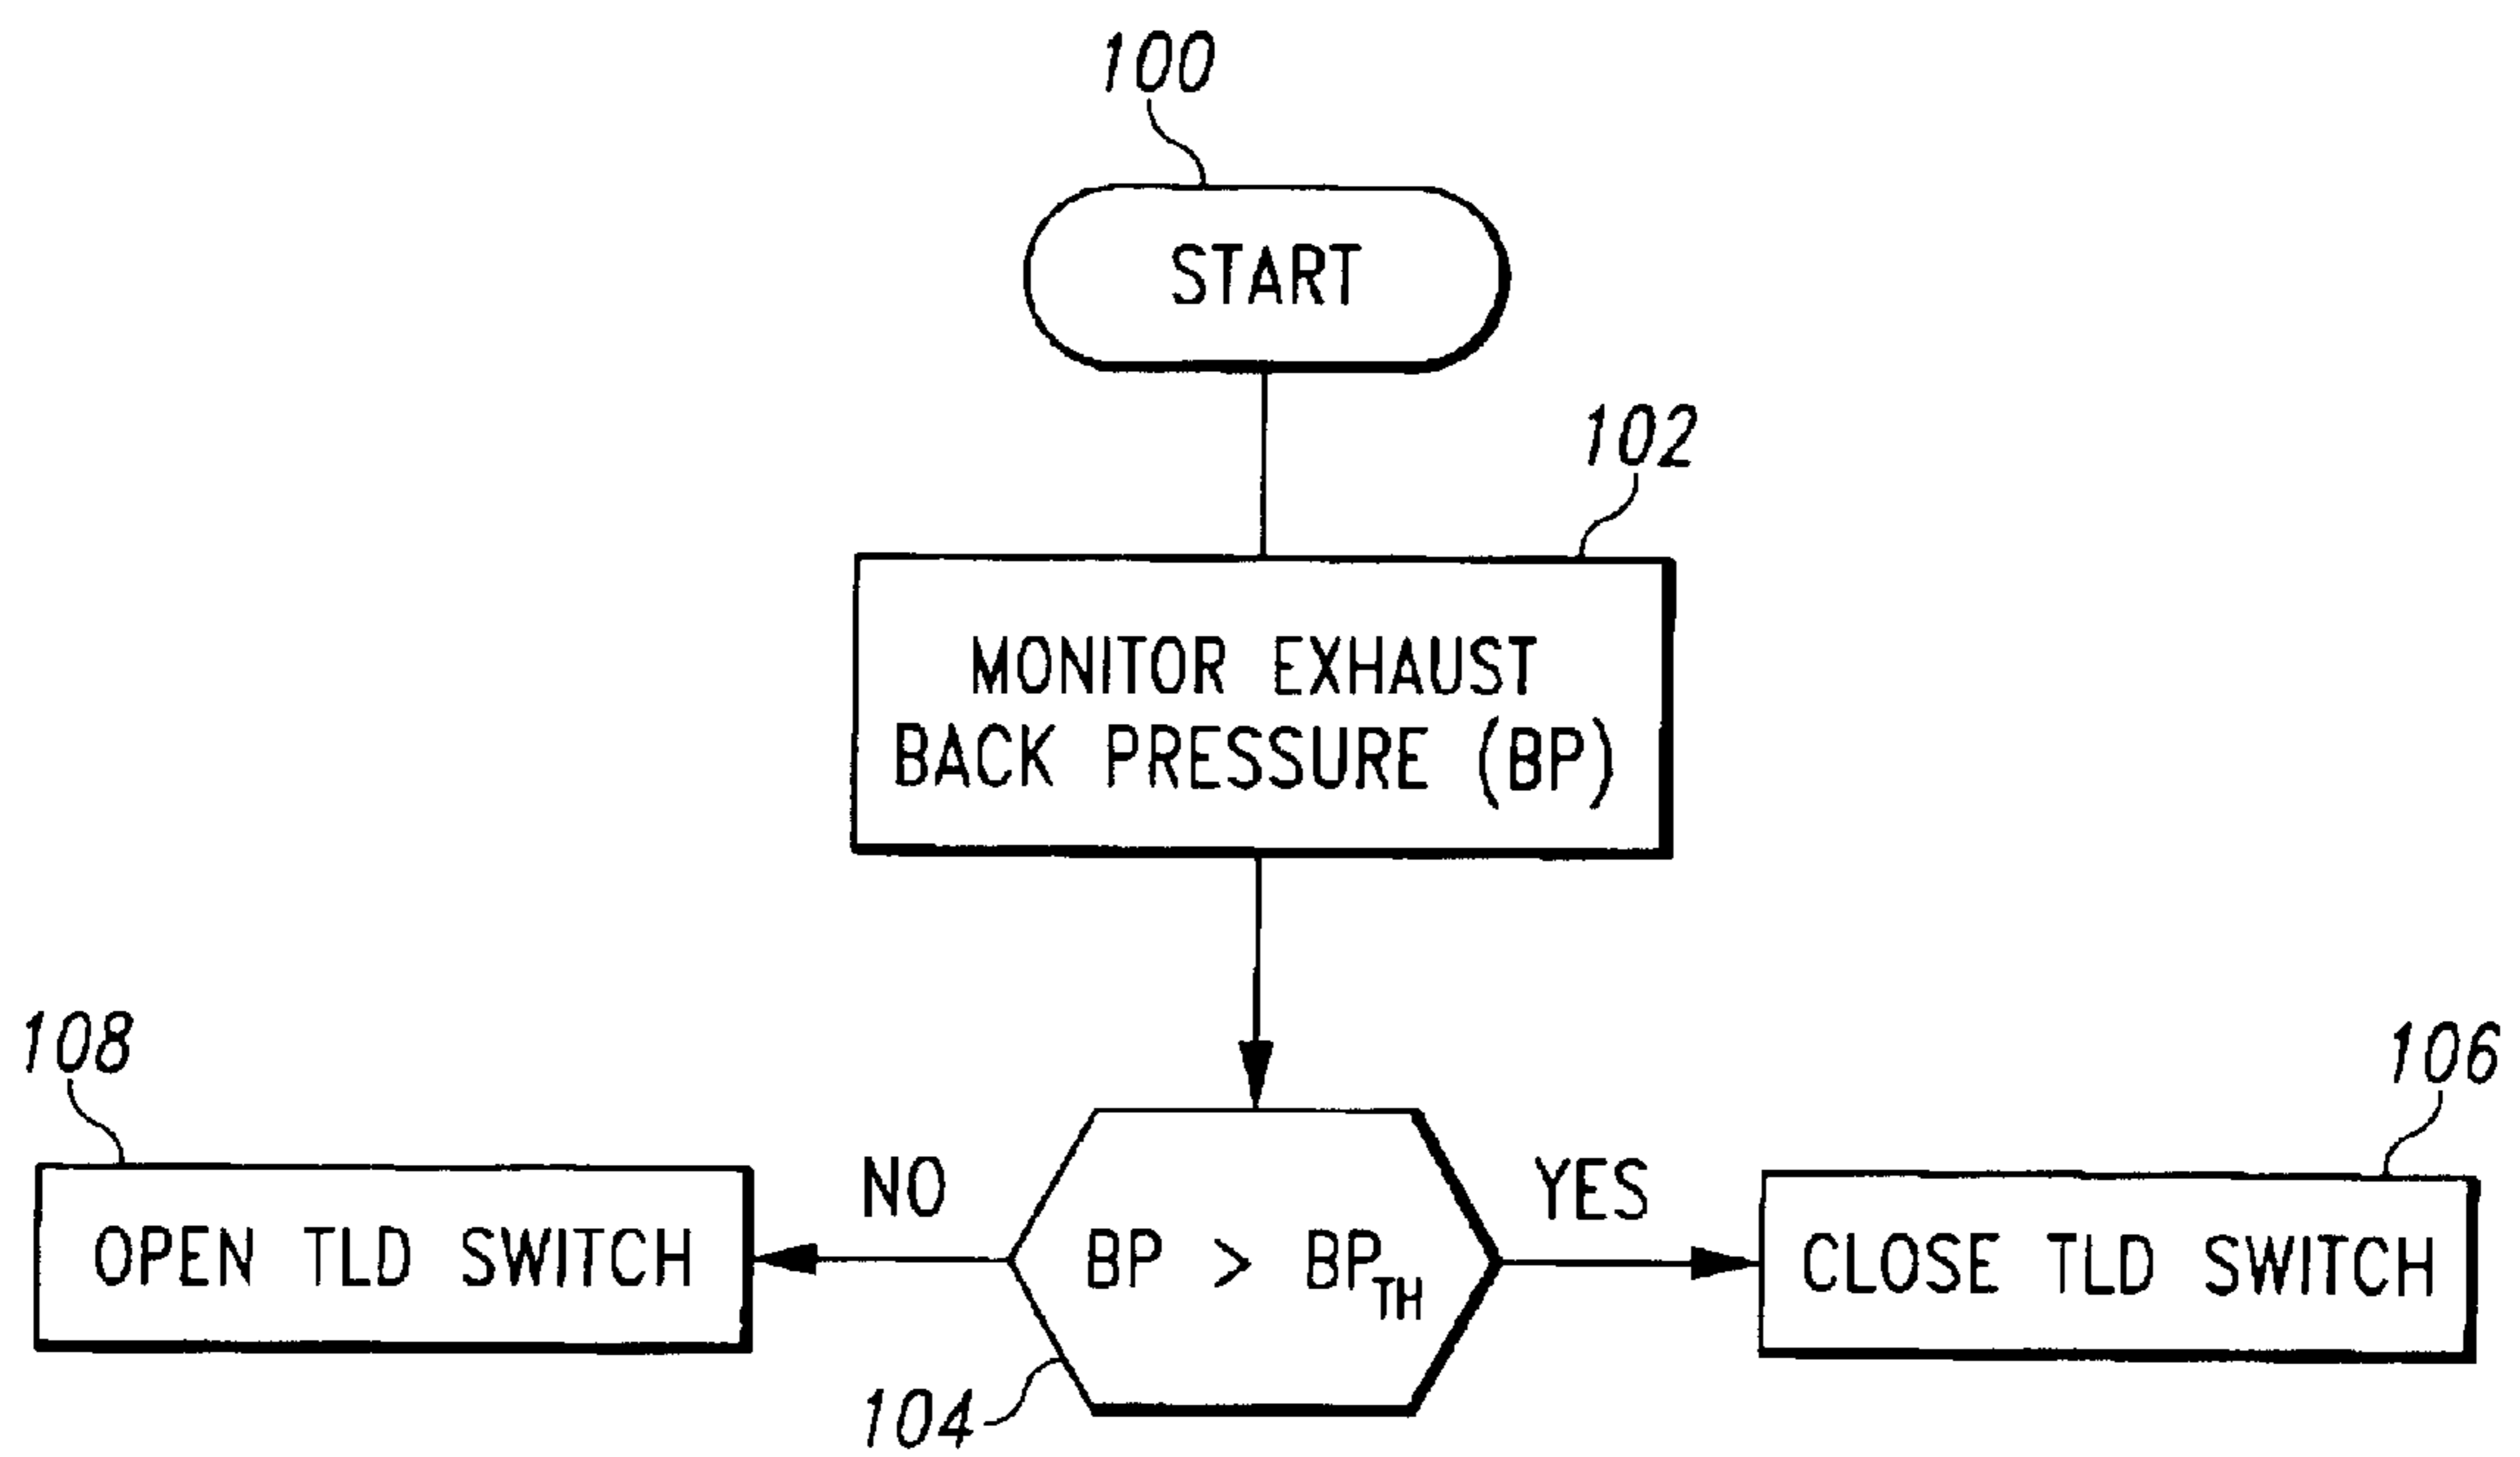 100
START
102
MONITOR EXHAUST
BACK PRESSURE (BP)
108
106
NO
YES
OPEN TLD SWITCH
BP > BPTH
CLOSE TLD SWITCH
104